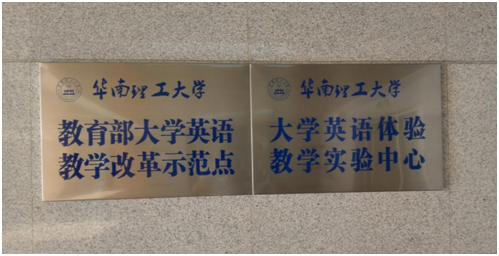 华南理工大学
教育部大学英语
教学改革示范点
华南理工大学
大学英语体验
教学实验中心